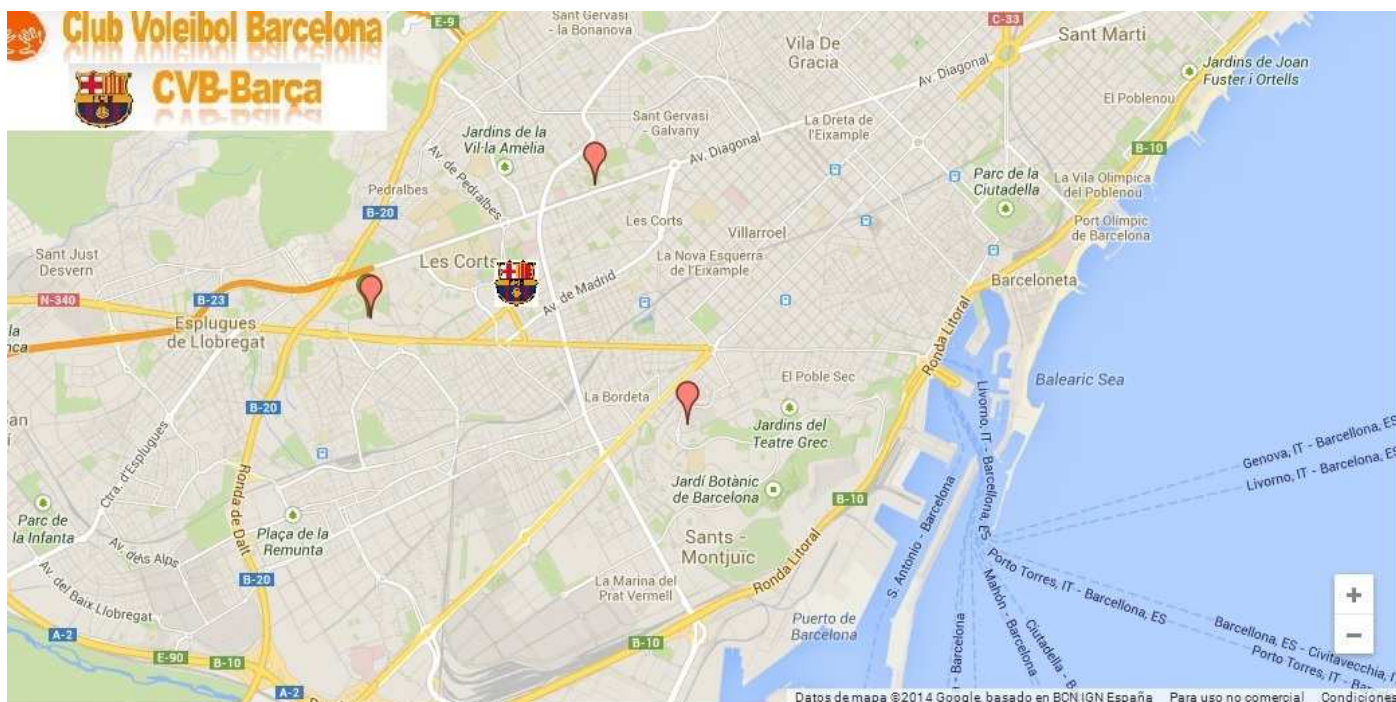 Club Voleibol Barcelona
CVB-Barça
E-9
Sant Gervasi
- la Bonanova
Vila De
Gracia
C-33
Sant Martí
Av. Diagonal
Jardins de Joan
Fuster i Ortells
El Poblenou
Sant Gervasi
- Galvany
La Dreta de
l'Eixample
Jardins de la
Vil·la Amèlia
Av. de Pedralbes
Av. Diagonal
B-10
Pedralbes
Parc de la
Ciutadella
La Vila Olímpica
del Poblenou
B-20
Les Corts
Villarroel
Port Olímpic
de Barcelona
Sant Just
Desvern
Les Corts
La Nova Esquerra
de l'Eixample
Barceloneta
N-340
B-23
Av. de Madrid
Esplugues
de Llobregat
Ronda Litoral
El Poble Sec
Balearic Sea
La Bordeta
B-20
Jardins del
Teatre Grec
Livorno, IT - Barcellona, ES
Ctra. d'Esplugues
Genova, IT - Barcellona, ES
Livorno, IT - Barcelona, ES
Ronda de Dalt
Jardí Botànic
de Barcelona
B-10
Parc de
la Infanta
Plaça de la
Remunta
Sants -
Montjuïc
S. Antonio - Barcelona
Av. dels Alps
Ronda Litoral
B-20
Av. del Baix Llobregat
La Marina del
Prat Vermell
Porto Torres, IT - Barcellona, ES
Mahón - Barcelona
Puerto de
Barcelona
A-2
B-10
Ciutadella - B
Barcellona, ES - Civitavecchia, I
E-90
B-10
- Barcelona
Porto Torres, IT - Bar
A-2
Datos de mapa ©2014 Google, basado en BCN IGN España Para uso no comercial Condiciones